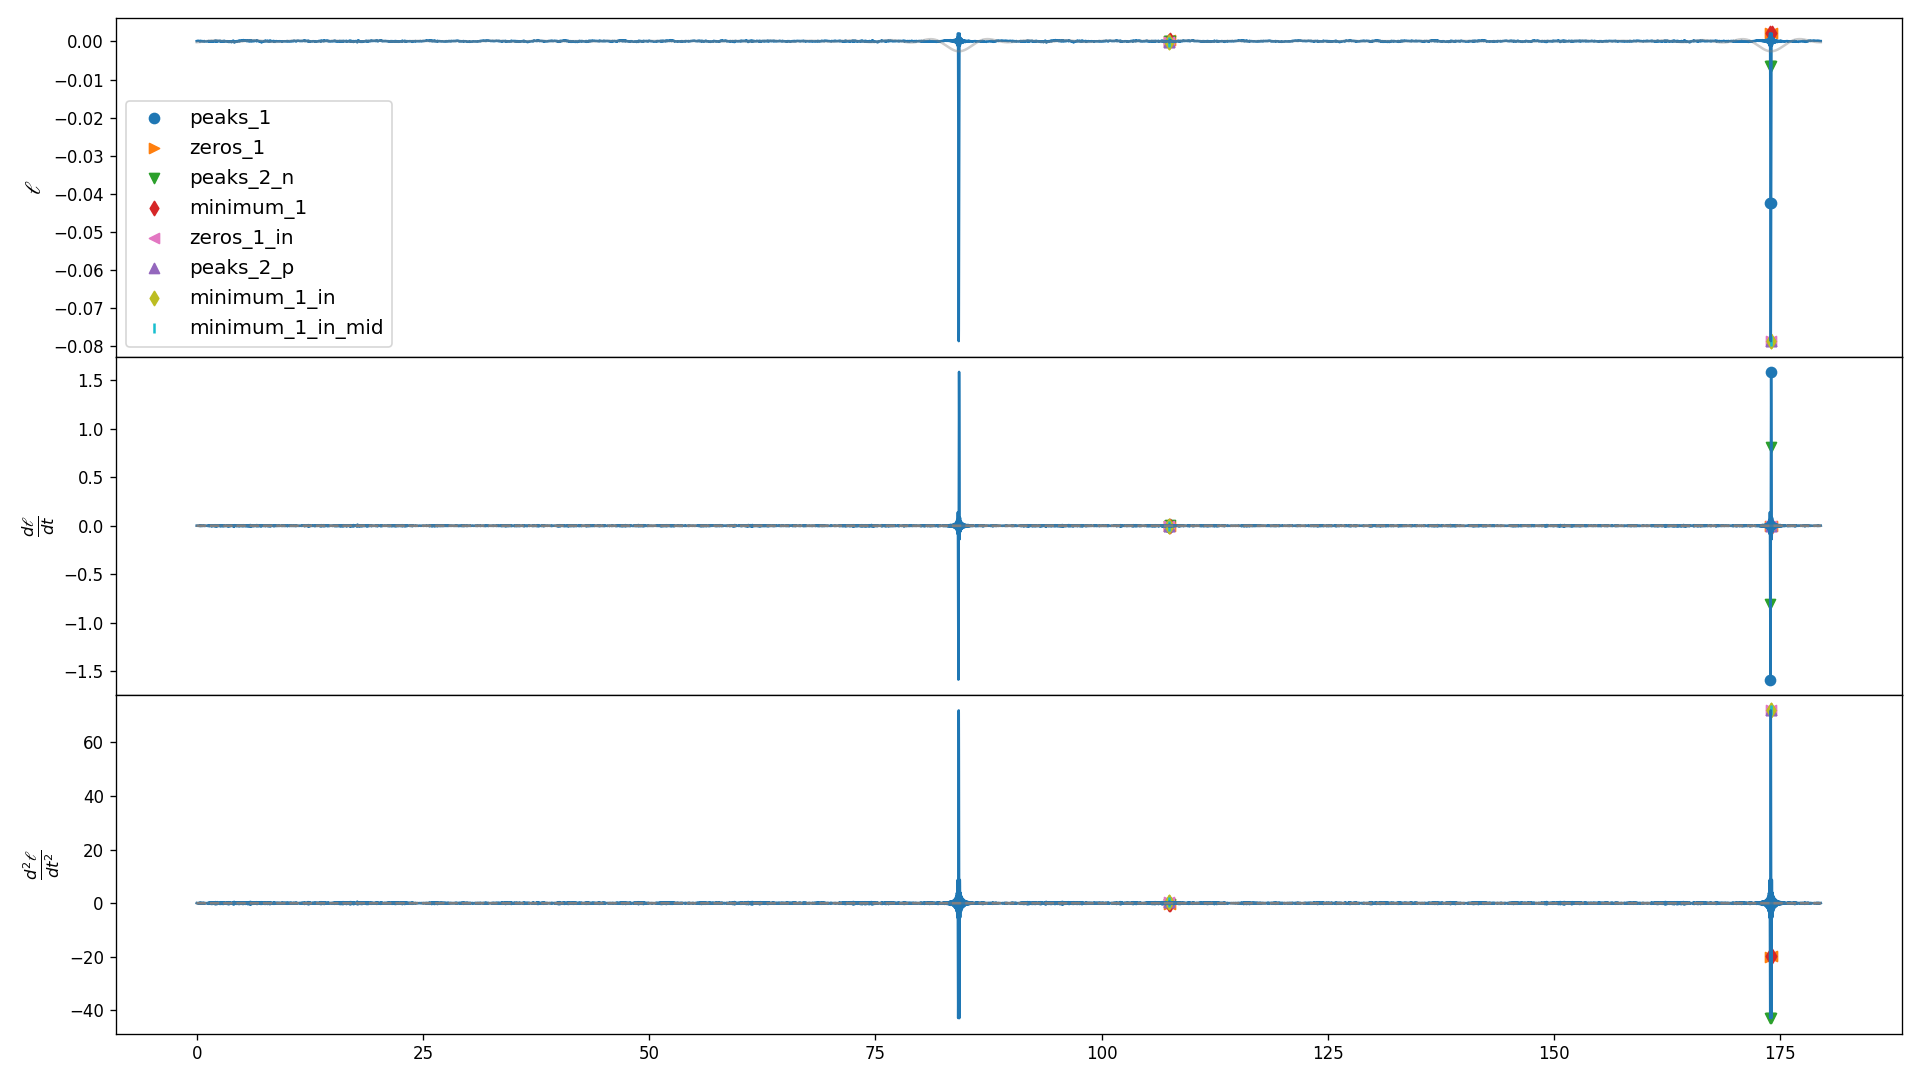 0.00
−0.01
−0.02
−0.03
−0.04
−0.05
−0.06
−0.07
−0.08
ℓ
peaks_1
zeros_1
peaks_2_n
minimum_1
zeros_1_in
peaks_2_p
minimum_1_in
minimum_1_in_mid
1.5
1.0
0.5
0.0
−0.5
−1.0
−1.5
dℓ
dt
60
40
20
0
−20
−40
d²ℓ
dt²
0 25 50 75 100 125 150 175